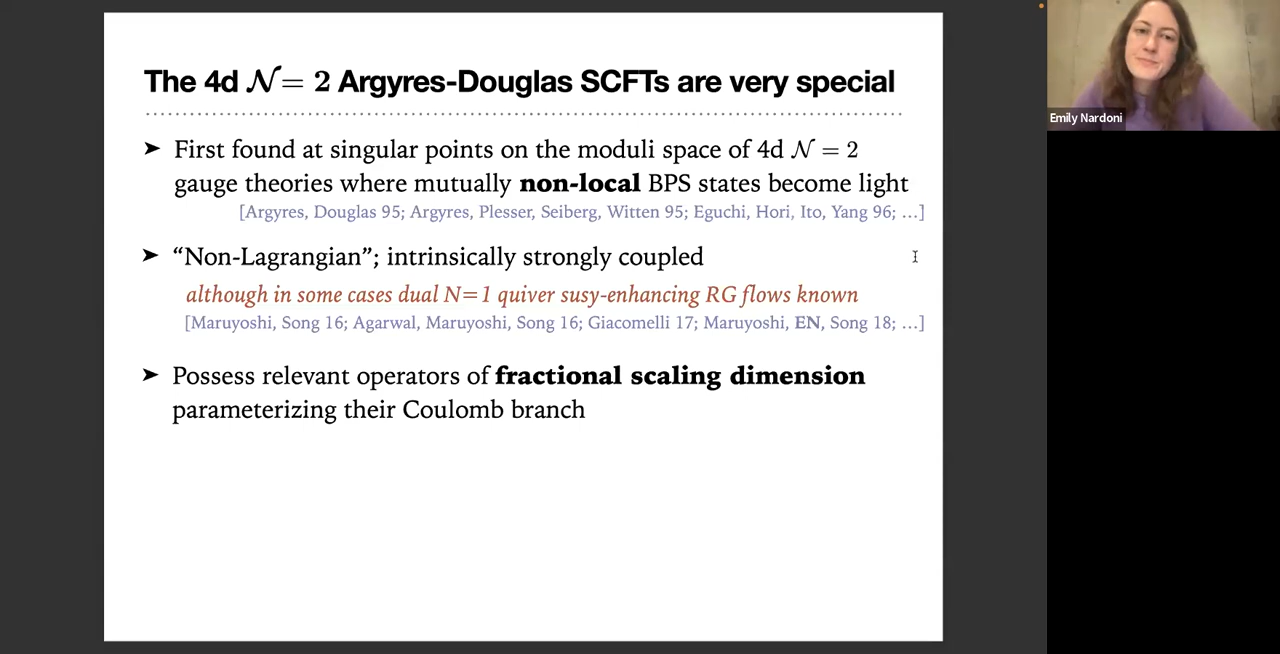 The 4d 𝒩 = 2 Argyres-Douglas SCFTs are very special
➤ First found at singular points on the moduli space of 4d 𝒩 = 2
gauge theories where mutually non-local BPS states become light
[Argyres, Douglas 95; Argyres, Plesser, Seiberg, Witten 95; Eguchi, Hori, Ito, Yang 96; …]
➤ “Non-Lagrangian”; intrinsically strongly coupled
although in some cases dual N=1 quiver susy-enhancing RG flows known
[Maruyoshi, Song 16; Agarwal, Maruyoshi, Song 16; Giacomelli 17; Maruyoshi, EN, Song 18; …]
➤ Possess relevant operators of fractional scaling dimension
parameterizing their Coulomb branch
Emily Nardoni